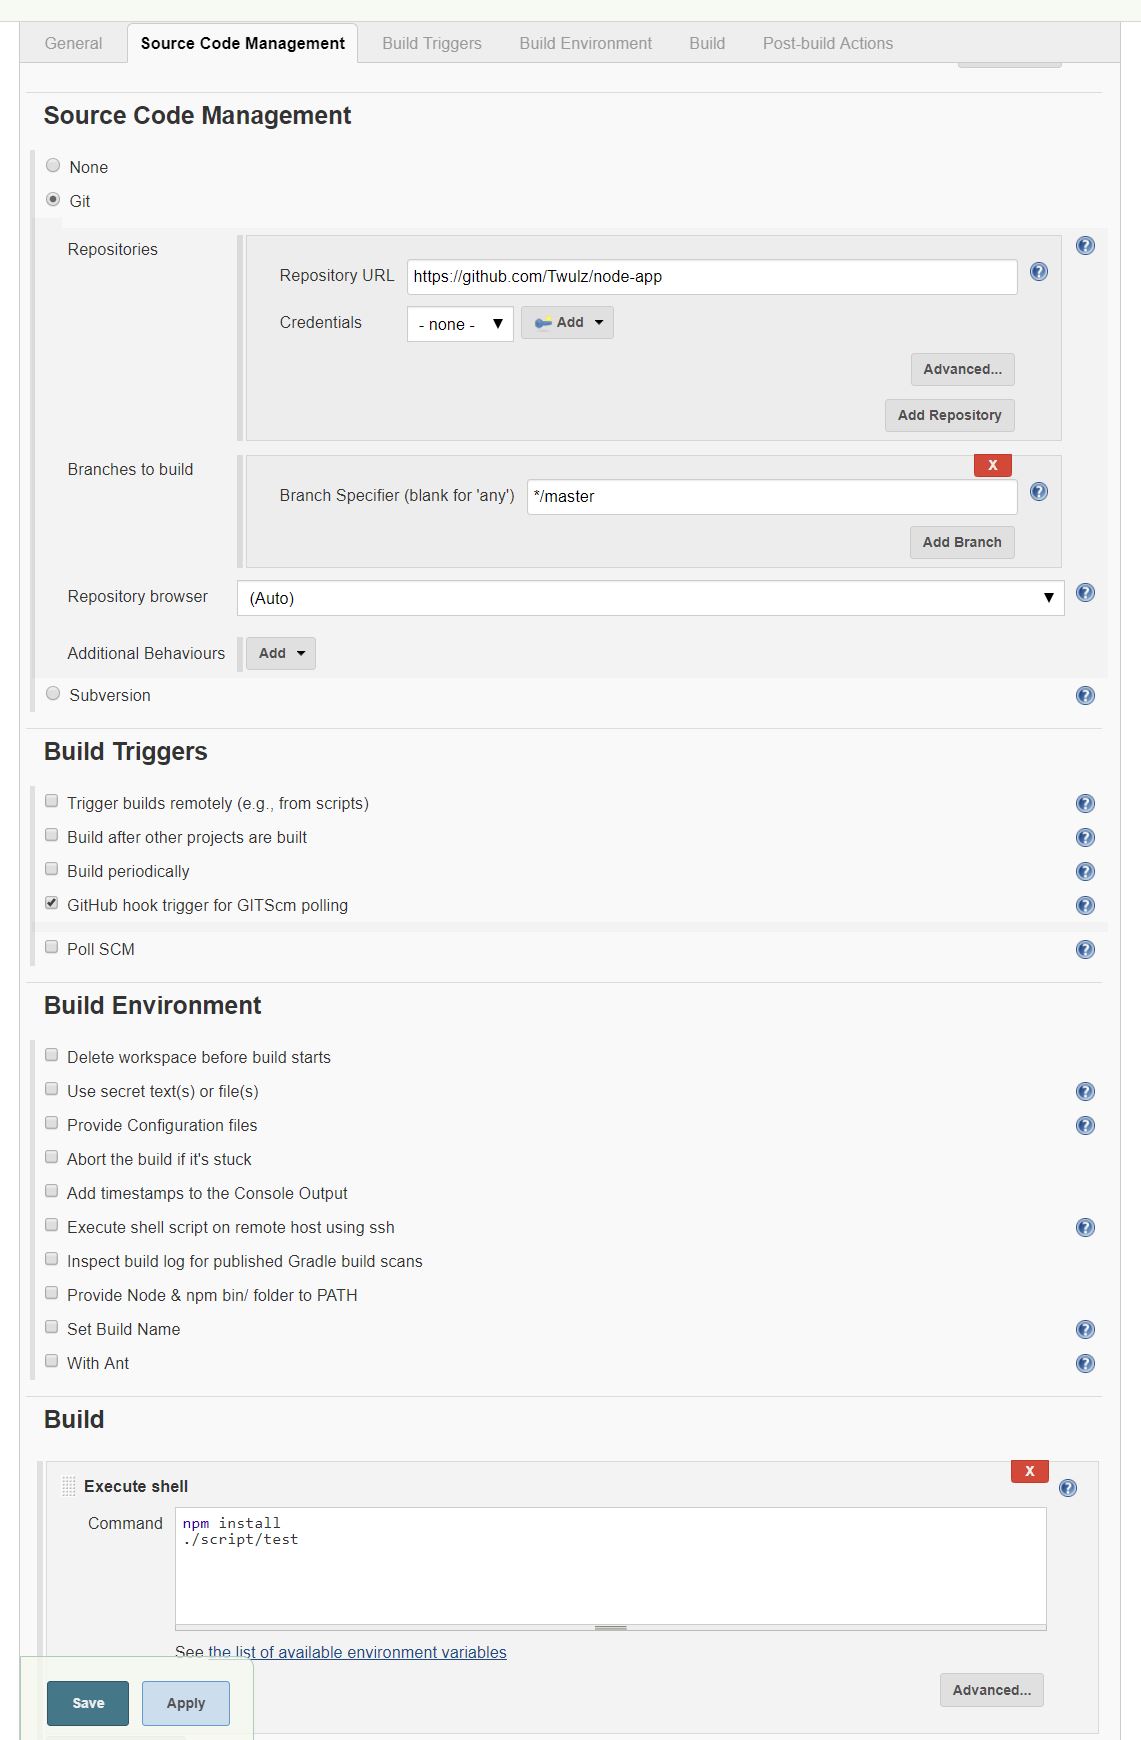 General Source Code Management Build Triggers Build Environment Build Post-build Actions
Source Code Management
None
Git
Repositories
Repository URL https://github.com/Twulz/node-app
Credentials - none - Add
Advanced...
Add Repository
Branches to build
X
Branch Specifier (blank for 'any') */master
Add Branch
Repository browser (Auto)
Additional Behaviours Add
Subversion
Build Triggers
Trigger builds remotely (e.g., from scripts)
Build after other projects are built
Build periodically
GitHub hook trigger for GITScm polling
Poll SCM
Build Environment
Delete workspace before build starts
Use secret text(s) or file(s)
Provide Configuration files
Abort the build if it's stuck
Add timestamps to the Console Output
Execute shell script on remote host using ssh
Inspect build log for published Gradle build scans
Provide Node & npm bin/ folder to PATH
Set Build Name
With Ant
Build
X
Execute shell
Command npm install
./script/test
See the list of available environment variables
Advanced...
Save Apply